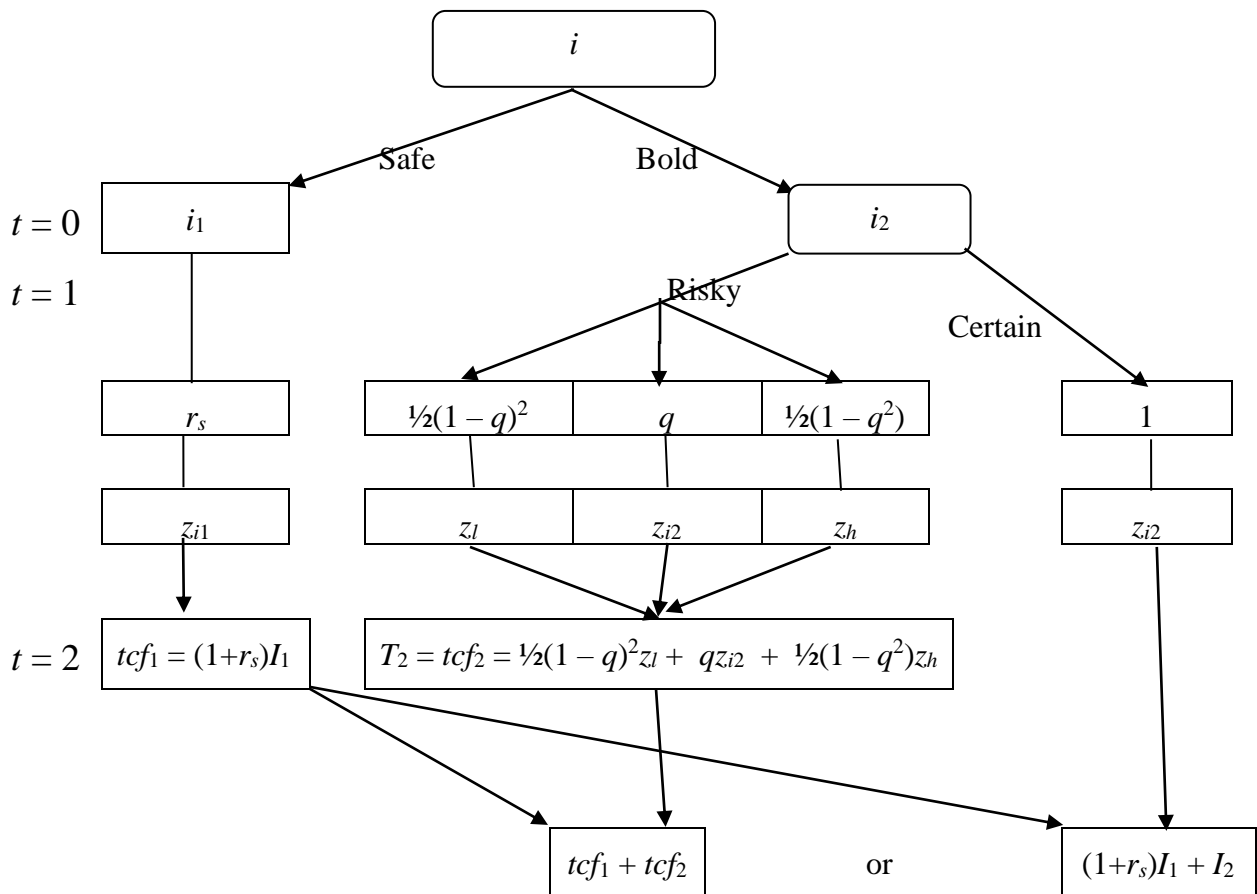 i
Safe Bold
t = 0 i₁ i₂
t = 1 Risky
Certain
rₛ ½(1 – q)² q ½(1 – q²) 1
zᵢ₁ zₗ zᵢ₂ zₕ zᵢ₂
t = 2 tcf₁ = (1+rₛ)I₁ T₂ = tcf₂ = ½(1 – q)²zₗ + qzᵢ₂ + ½(1 – q²)zₕ
tcf₁ + tcf₂ or (1+rₛ)I₁ + I₂